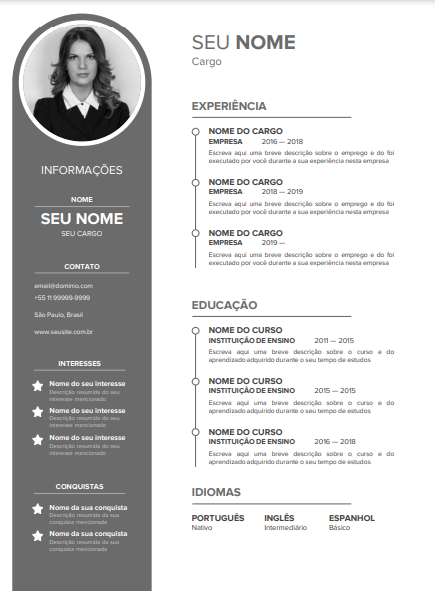 INFORMAÇÕES
NOME
SEU NOME
SEU CARGO
CONTATO
email@dominio.com
+55 11 99999-9999
São Paulo, Brasil
www.seusite.com.br
INTERESSES
Nome do seu interesse
Descrição resumida do seu
interesse mencionado
Nome do seu interesse
Descrição resumida do seu
interesse mencionado
Nome do seu interesse
Descrição resumida do seu
interesse mencionado
CONQUISTAS
Nome da sua conquista
Descrição resumida da sua
conquista mencionada
Nome da sua conquista
Descrição resumida da sua
conquista mencionada
SEU NOME
Cargo
EXPERIÊNCIA
NOME DO CARGO
EMPRESA 2016 — 2018
Escreva aqui uma breve descrição sobre o emprego e do foi
executado por você durante a sua experiência nesta empresa
NOME DO CARGO
EMPRESA 2018 — 2019
Escreva aqui uma breve descrição sobre o emprego e do foi
executado por você durante a sua experiência nesta empresa
NOME DO CARGO
EMPRESA 2019 —
Escreva aqui uma breve descrição sobre o emprego e do foi
executado por você durante a sua experiência nesta empresa
EDUCAÇÃO
NOME DO CURSO
INSTITUIÇÃO DE ENSINO 2011 — 2015
Escreva aqui uma breve descrição sobre o curso e do
aprendizado adquirido durante o seu tempo de estudos
NOME DO CURSO
INSTITUIÇÃO DE ENSINO 2015 — 2015
Escreva aqui uma breve descrição sobre o curso e do
aprendizado adquirido durante o seu tempo de estudos
NOME DO CURSO
INSTITUIÇÃO DE ENSINO 2016 — 2018
Escreva aqui uma breve descrição sobre o curso e do
aprendizado adquirido durante o seu tempo de estudos
IDIOMAS
PORTUGUÊS INGLÊS ESPANHOL
Nativo Intermediário Básico